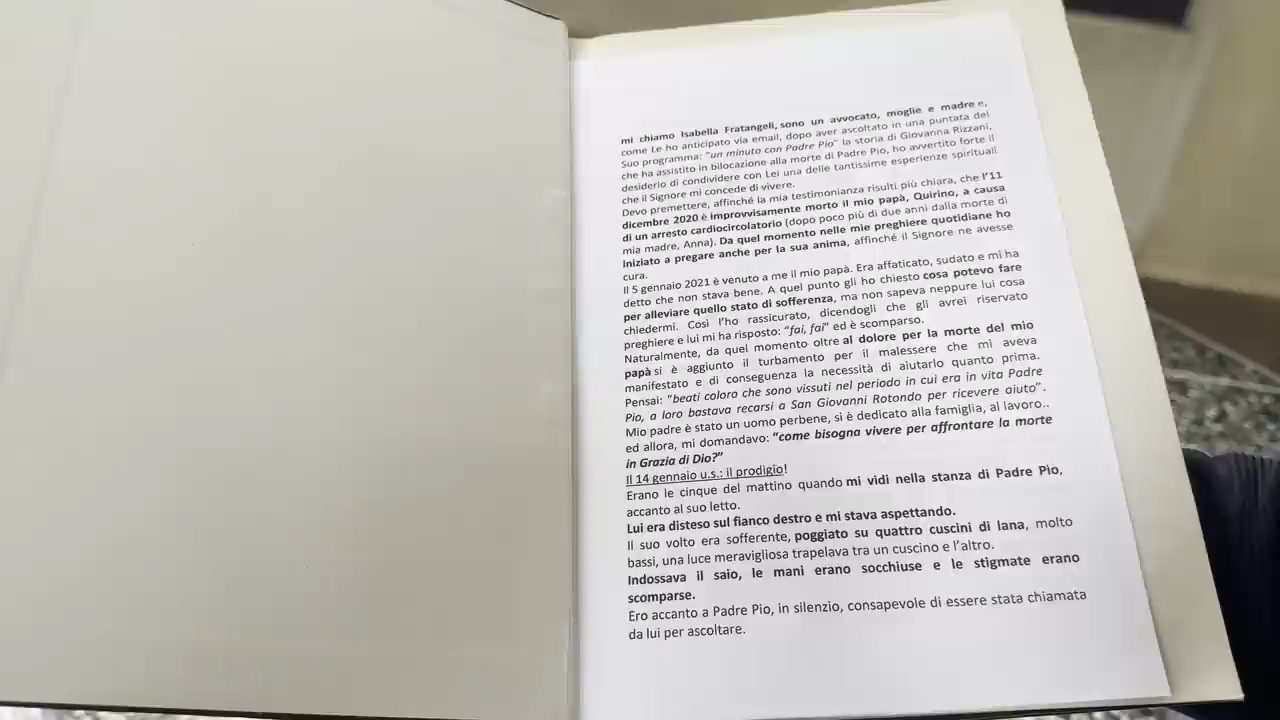 mi chiamo Isabella Fratangeli, sono un avvocato, moglie e madre e,
come Le ho anticipato via email, dopo aver ascoltato in una puntata del
Suo programma: "un minuto con Padre Pio" la storia di Giovanna Rizzani,
che ha assistito in bilocazione alla morte di Padre Pio, ho avvertito forte il
desiderio di condividere con Lei una delle tantissime esperienze spirituali
che il Signore mi concede di vivere.
Devo premettere, affinché la mia testimonianza risulti più chiara, che l'11
dicembre 2020 è improvvisamente morto il mio papà, Quirino, a causa
di un arresto cardiocircolatorio (dopo poco più di due anni dalla morte di
mia madre, Anna). Da quel momento nelle mie preghiere quotidiane ho
iniziato a pregare anche per la sua anima, affinché il Signore ne avesse
cura.
Il 5 gennaio 2021 è venuto a me il mio papà. Era affaticato, sudato e mi ha
detto che non stava bene. A quel punto gli ho chiesto cosa potevo fare
per alleviare quello stato di sofferenza, ma non sapeva neppure lui cosa
chiedermi. Così l'ho rassicurato, dicendogli che gli avrei riservato
preghiere e lui mi ha risposto: "fai, fai" ed è scomparso.
Naturalmente, da quel momento oltre al dolore per la morte del mio
papà si è aggiunto il turbamento per il malessere che mi aveva
manifestato e di conseguenza la necessità di aiutarlo quanto prima.
Pensai: "beati coloro che sono vissuti nel periodo in cui era in vita Padre
Pio, a loro bastava recarsi a San Giovanni Rotondo per ricevere aiuto".
Mio padre è stato un uomo perbene, si è dedicato alla famiglia, al lavoro..
ed allora, mi domandavo: "come bisogna vivere per affrontare la morte
in Grazia di Dio?"
Il 14 gennaio u.s.: il prodigio!
Erano le cinque del mattino quando mi vidi nella stanza di Padre Pio,
accanto al suo letto.
Lui era disteso sul fianco destro e mi stava aspettando.
Il suo volto era sofferente, poggiato su quattro cuscini di lana, molto
bassi, una luce meravigliosa trapelava tra un cuscino e l'altro.
Indossava il saio, le mani erano socchiuse e le stigmate erano
scomparse.
Ero accanto a Padre Pio, in silenzio, consapevole di essere stata chiamata
da lui per ascoltare.